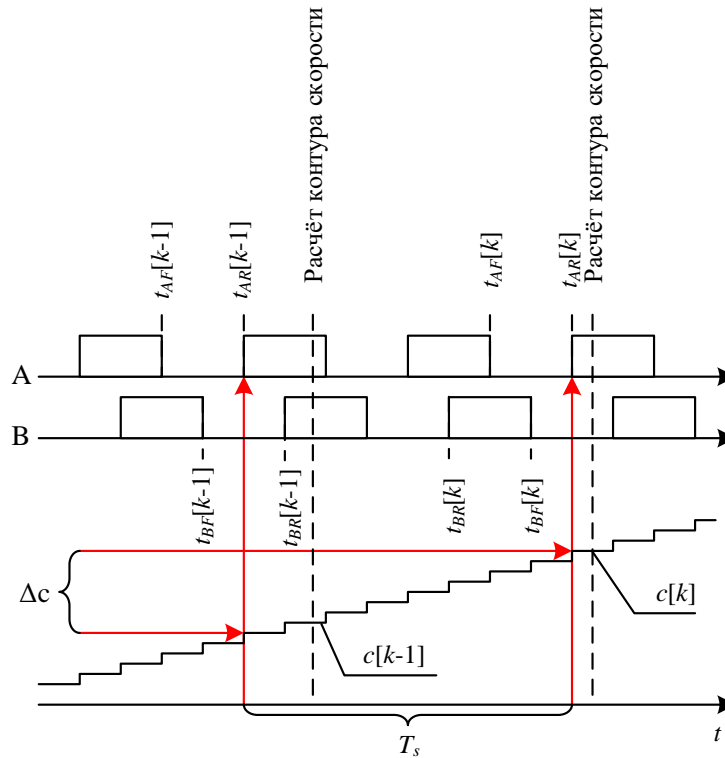 t_AF[k-1]
t_AR[k-1]
Расчёт контура скорости
t_AF[k]
t_AR[k]
Расчёт контура скорости
A
B
t_BF[k-1]
t_BR[k-1]
t_BR[k]
t_BF[k]
Δc
c[k]
c[k-1]
T_s
t